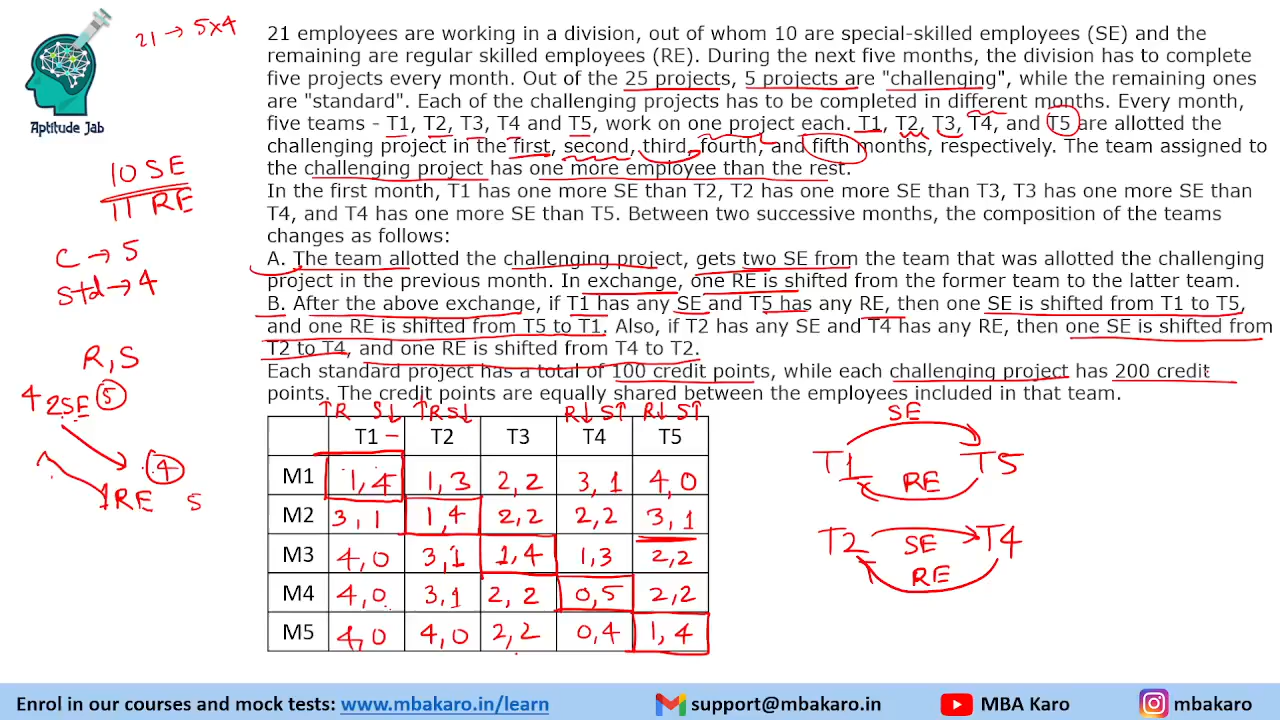 21 → 5x4
Aptitude Jab
21 employees are working in a division, out of whom 10 are special-skilled employees (SE) and the
remaining are regular skilled employees (RE). During the next five months, the division has to complete
five projects every month. Out of the 25 projects, 5 projects are "challenging", while the remaining ones
are "standard". Each of the challenging projects has to be completed in different months. Every month,
five teams - T1, T2, T3, T4 and T5, work on one project each. T1, T2, T3, T4, and T5 are allotted the
challenging project in the first, second, third, fourth, and fifth months, respectively. The team assigned to
the challenging project has one more employee than the rest.
In the first month, T1 has one more SE than T2, T2 has one more SE than T3, T3 has one more SE than
T4, and T4 has one more SE than T5. Between two successive months, the composition of the teams
changes as follows:
A. The team allotted the challenging project, gets two SE from the team that was allotted the challenging
project in the previous month. In exchange, one RE is shifted from the former team to the latter team.
B. After the above exchange, if T1 has any SE and T5 has any RE, then one SE is shifted from T1 to T5,
and one RE is shifted from T5 to T1. Also, if T2 has any SE and T4 has any RE, then one SE is shifted from
T2 to T4, and one RE is shifted from T4 to T2.
Each standard project has a total of 100 credit points, while each challenging project has 200 credit
points. The credit points are equally shared between the employees included in that team.
10 SE
11 RE
C → 5
Std → 4
R, S
4 2SE 5
4
1RE S
↑R S↓ ↑R S↓ R↓ S↑ R↓ S↑
T1 – T2 T3 T4 T5
M1 1,4 1,3 2,2 3,1 4,0
M2 3,1 1,4 2,2 2,2 3,1
M3 4,0 3,1 1,4 1,3 2,2
M4 4,0 3,1 2,2 0,5 2,2
M5 4,0 4,0 2,2 0,4 1,4
SE
T1 T5
RE
T2 SE T4
RE
Enrol in our courses and mock tests: www.mbakaro.in/learn support@mbakaro.in MBA Karo mbakaro